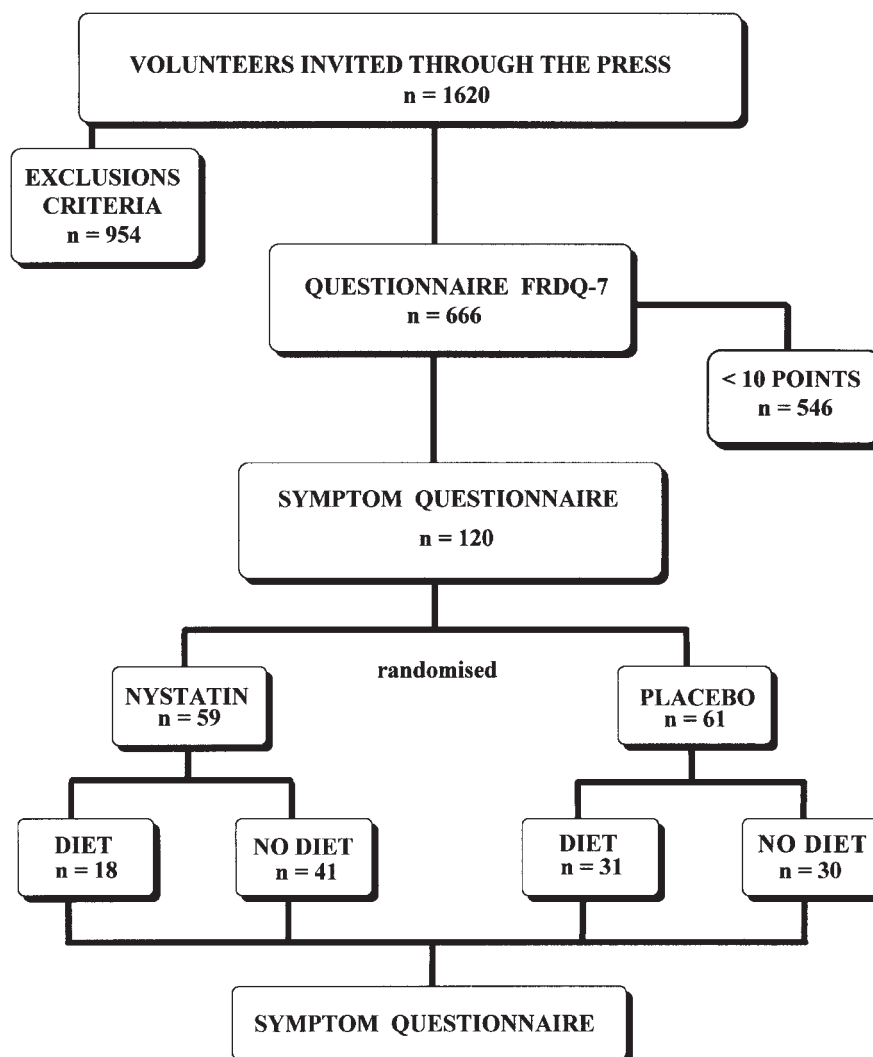 VOLUNTEERS INVITED THROUGH THE PRESS
n = 1620
EXCLUSIONS
CRITERIA
n = 954
QUESTIONNAIRE FRDQ-7
n = 666
< 10 POINTS
n = 546
SYMPTOM QUESTIONNAIRE
n = 120
randomised
NYSTATIN
n = 59
PLACEBO
n = 61
DIET
n = 18
NO DIET
n = 41
DIET
n = 31
NO DIET
n = 30
SYMPTOM QUESTIONNAIRE